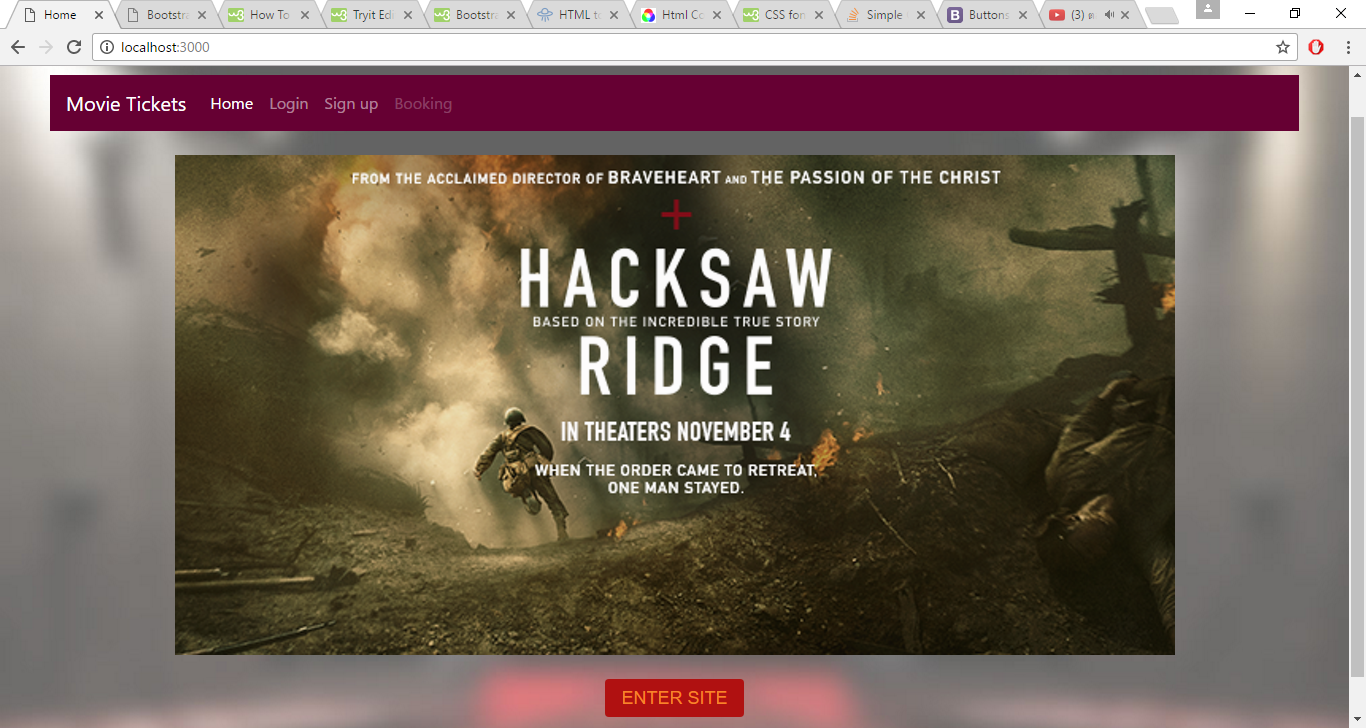 Home
Bootstra
How To
Tryit Edi
Bootstra
HTML to
Html Co
CSS fon
Simple
Buttons
(3)
localhost:3000
Movie Tickets Home Login Sign up Booking
FROM THE ACCLAIMED DIRECTOR OF BRAVEHEART AND THE PASSION OF THE CHRIST
HACKSAW
BASED ON THE INCREDIBLE TRUE STORY
RIDGE
IN THEATERS NOVEMBER 4
WHEN THE ORDER CAME TO RETREAT,
ONE MAN STAYED.
ENTER SITE